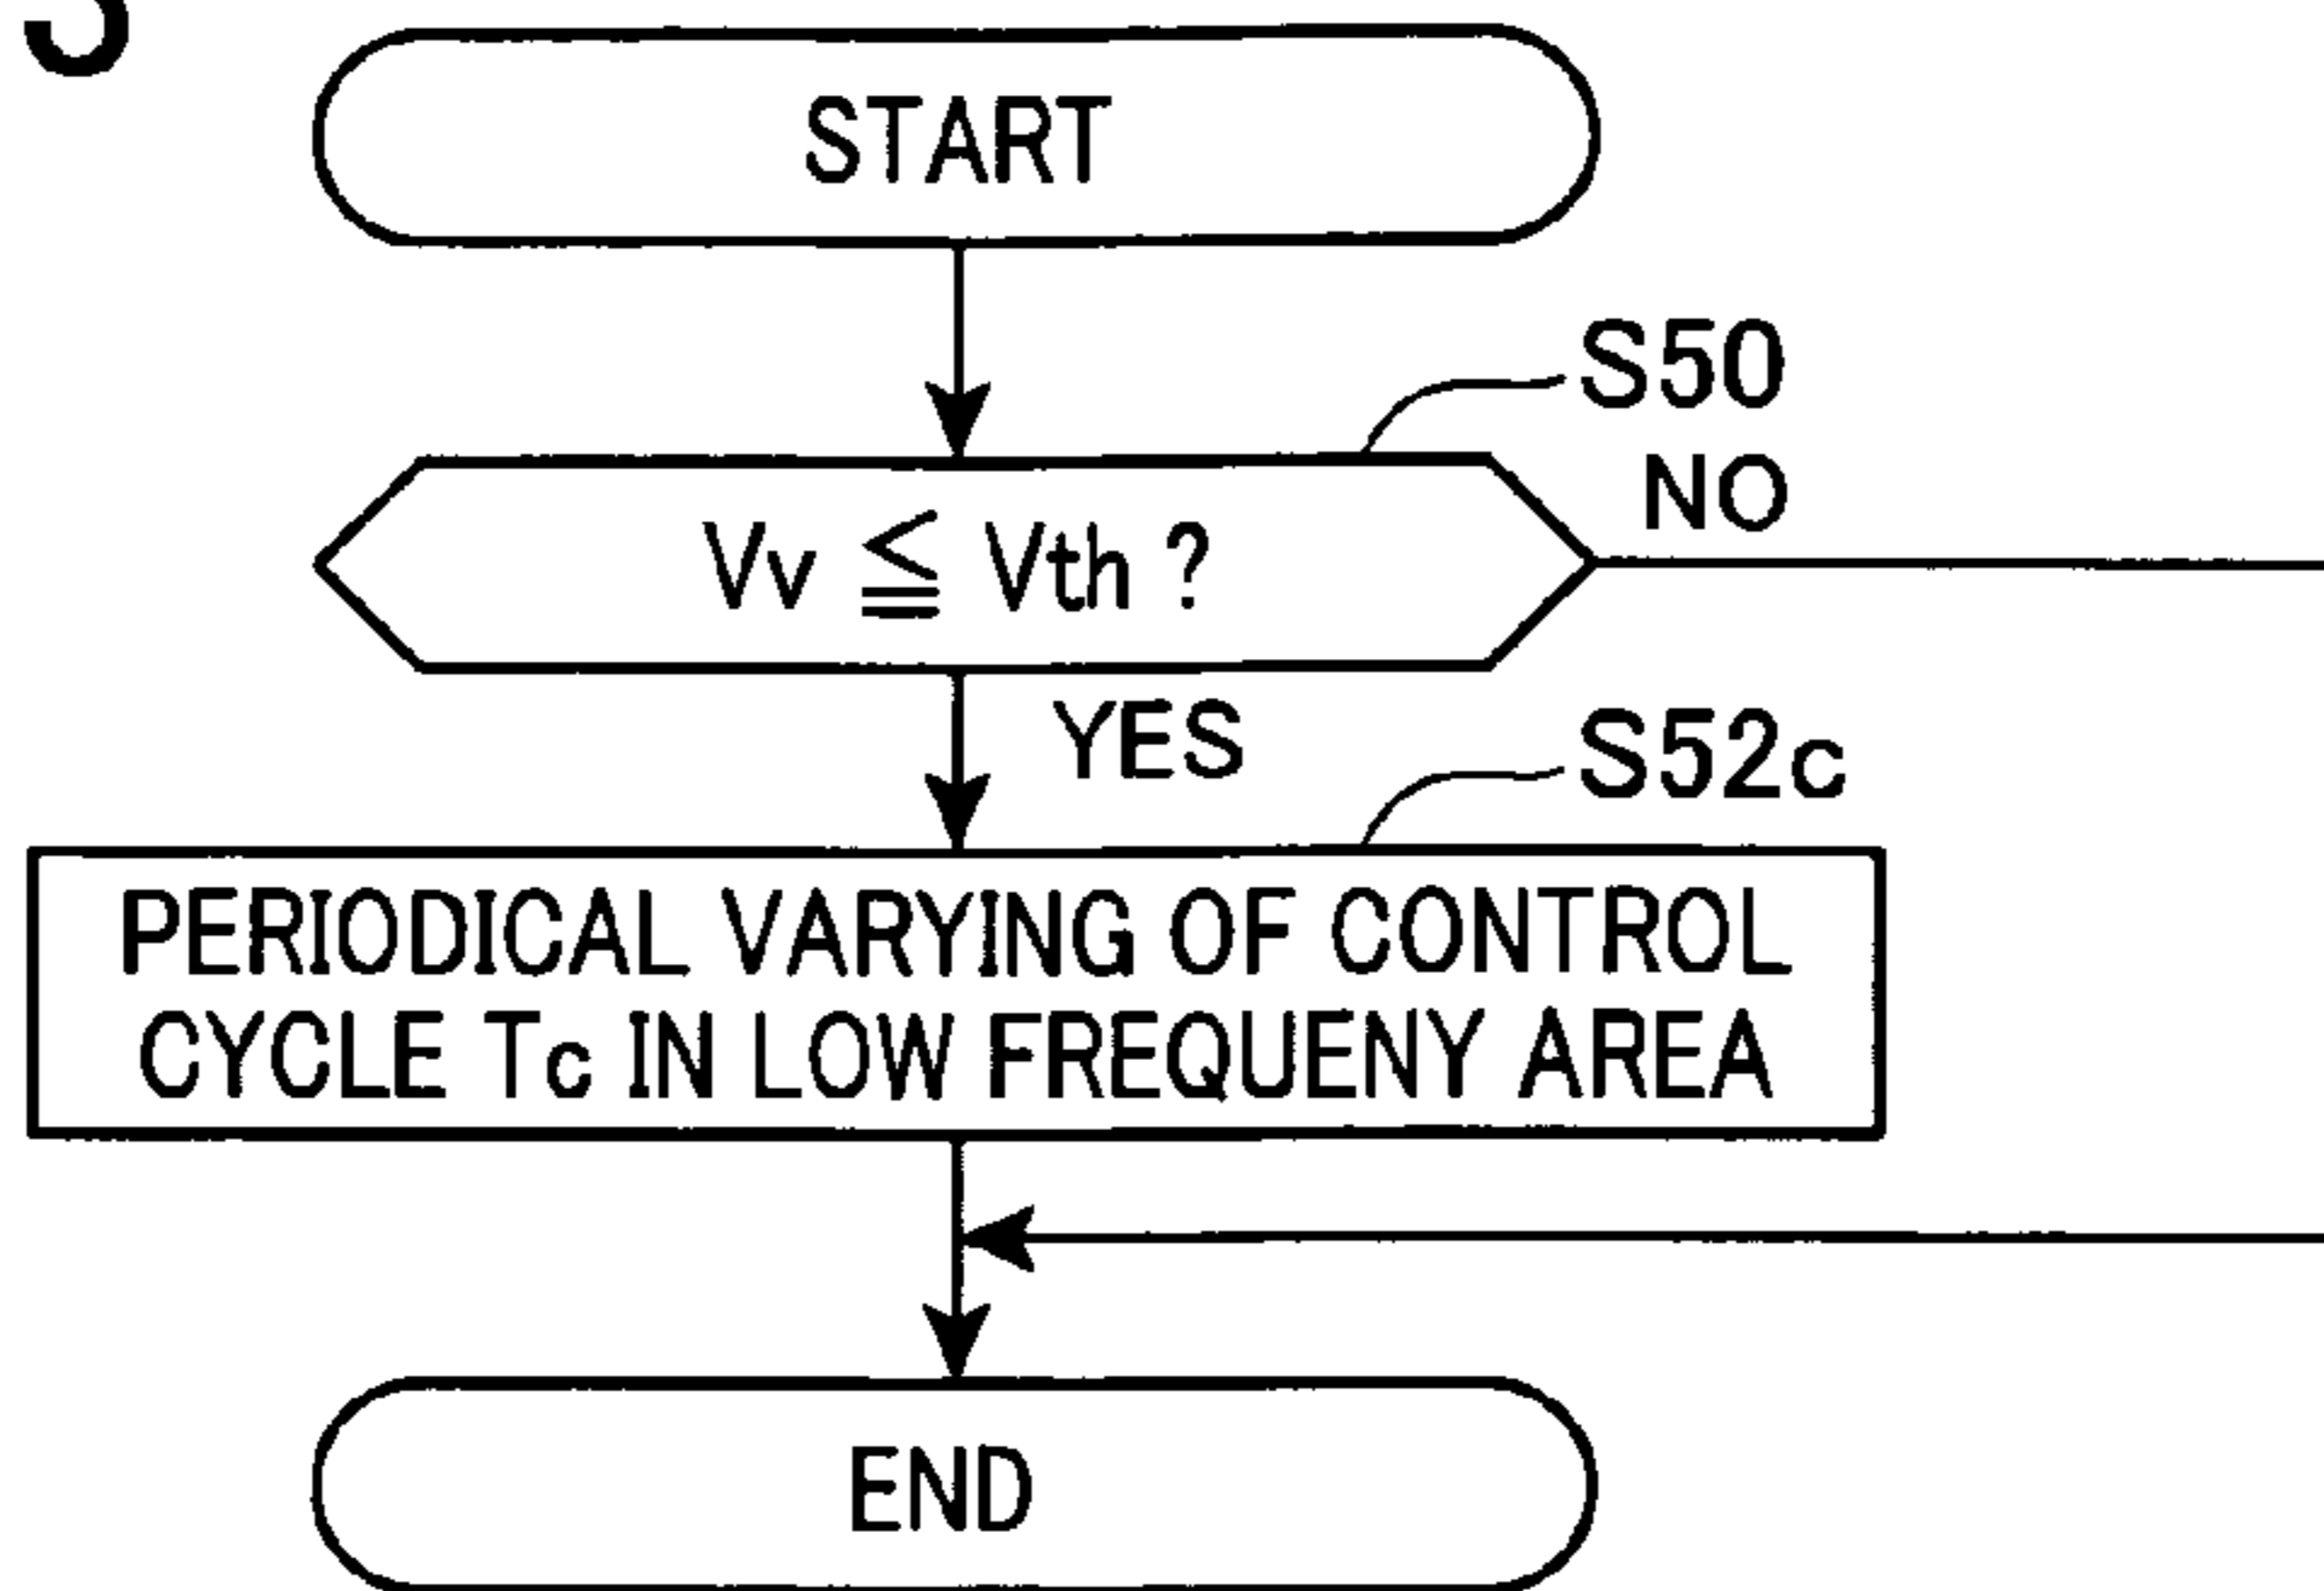 START
S50
NO
Vv ≦ Vth ?
YES
S52c
PERIODICAL VARYING OF CONTROL
CYCLE Tc IN LOW FREQUENY AREA
END